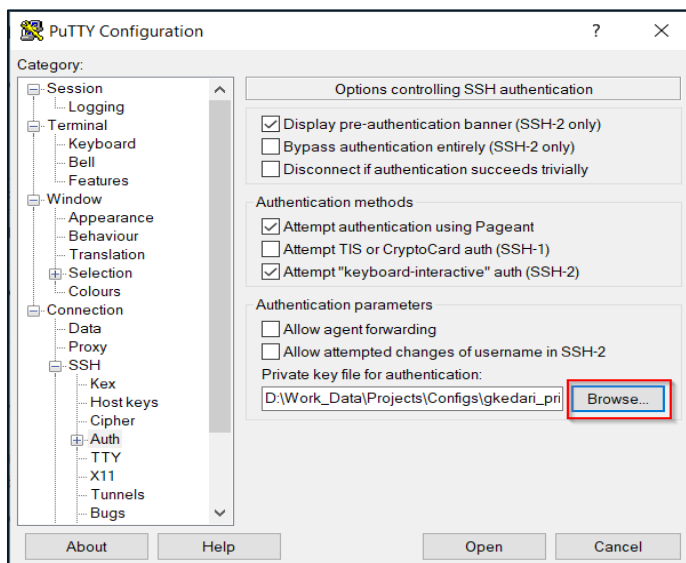 PuTTY Configuration
?
Category:
Session
Logging
Terminal
Keyboard
Bell
Features
Window
Appearance
Behaviour
Translation
Selection
Colours
Connection
Data
Proxy
SSH
Kex
Host keys
Cipher
Auth
TTY
X11
Tunnels
Bugs
Options controlling SSH authentication
Display pre-authentication banner (SSH-2 only)
Bypass authentication entirely (SSH-2 only)
Disconnect if authentication succeeds trivially
Authentication methods
Attempt authentication using Pageant
Attempt TIS or CryptoCard auth (SSH-1)
Attempt "keyboard-interactive" auth (SSH-2)
Authentication parameters
Allow agent forwarding
Allow attempted changes of username in SSH-2
Private key file for authentication:
D:\Work_Data\Projects\Configs\gkedari_pri
Browse...
About
Help
Open
Cancel